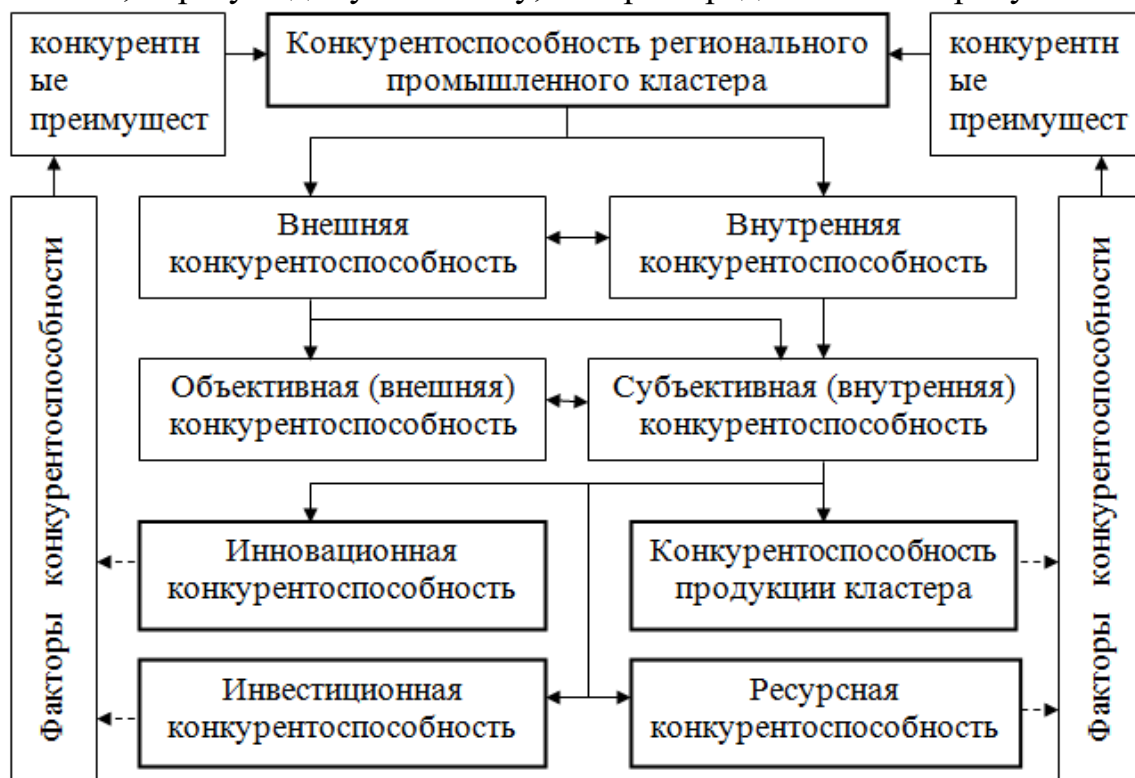 конкурентн
ые
преимущест
Конкурентоспособность регионального
промышленного кластера
конкурентн
ые
преимущест
Внешняя
конкурентоспособность
Внутренняя
конкурентоспособность
Объективная (внешняя)
конкурентоспособность
Субъективная (внутренняя)
конкурентоспособность
Инновационная
конкурентоспособность
Конкурентоспособность
продукции кластера
Инвестиционная
конкурентоспособность
Ресурсная
конкурентоспособность
Факторы конкурентоспособности
Факторы конкурентоспособности